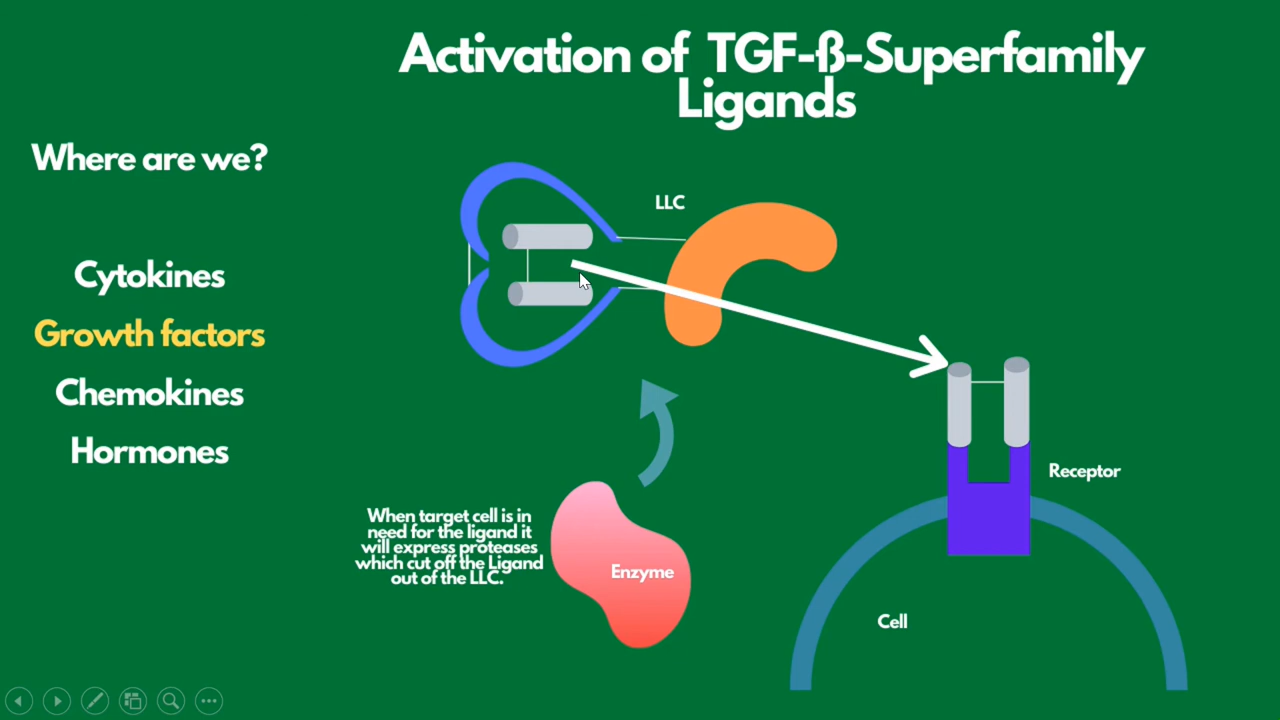 Activation of TGF-ß-Superfamily
Ligands
Where are we?
Cytokines
Growth factors
Chemokines
Hormones
LLC
Receptor
When target cell is in
need for the ligand it
will express proteases
which cut off the Ligand
out of the LLC.
Enzyme
Cell